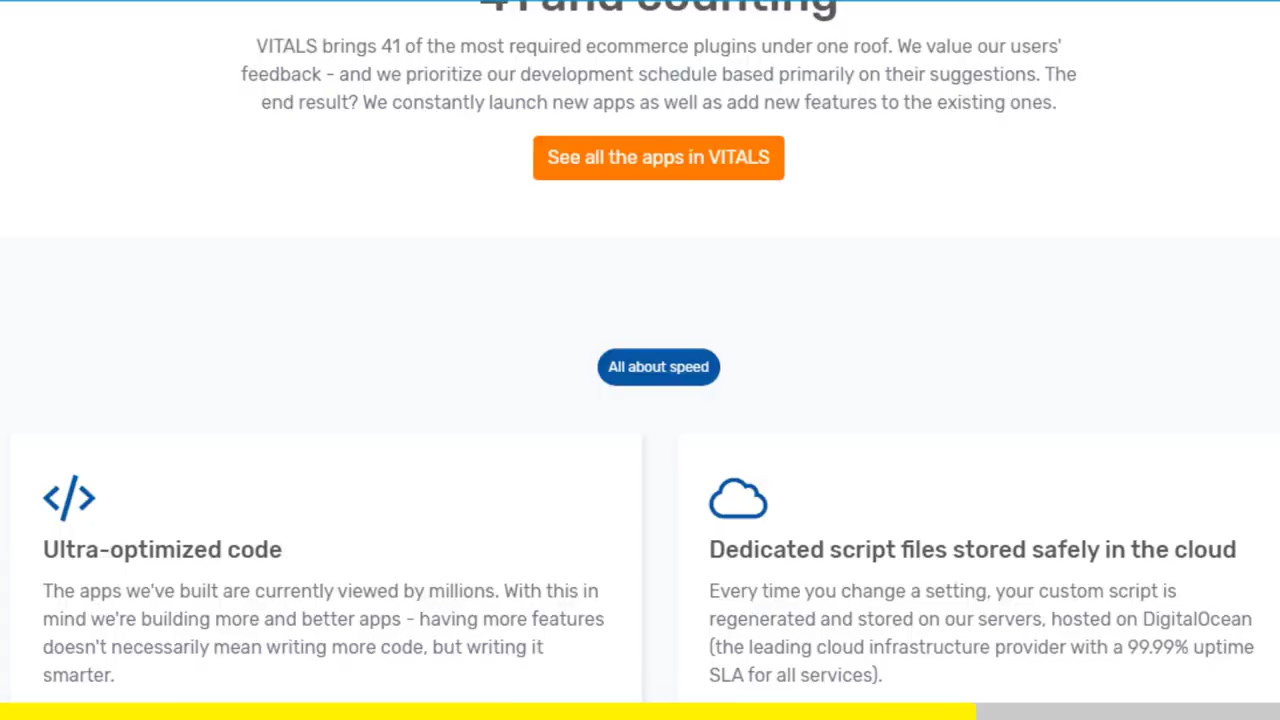 41 and counting
VITALS brings 41 of the most required ecommerce plugins under one roof. We value our users'
feedback - and we prioritize our development schedule based primarily on their suggestions. The
end result? We constantly launch new apps as well as add new features to the existing ones.
See all the apps in VITALS
All about speed
Ultra-optimized code
The apps we've built are currently viewed by millions. With this in
mind we're building more and better apps - having more features
doesn't necessarily mean writing more code, but writing it
smarter.
Dedicated script files stored safely in the cloud
Every time you change a setting, your custom script is
regenerated and stored on our servers, hosted on DigitalOcean
(the leading cloud infrastructure provider with a 99.99% uptime
SLA for all services).